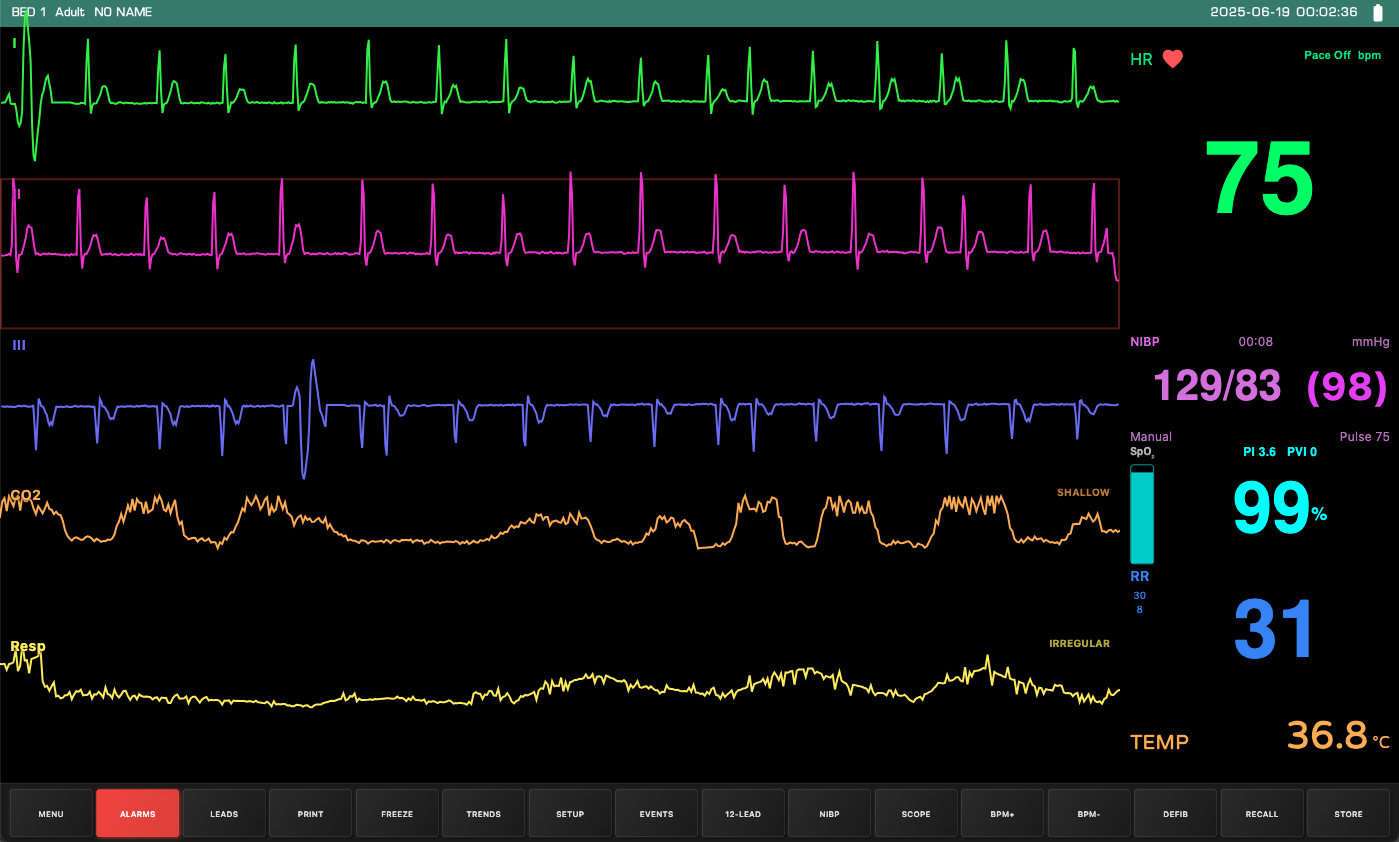 BED 1 Adult NO NAME 2025-06-19 00:02:36
I
HR Pace Off bpm
75
I
III
NIBP 00:08 mmHg
129/83 (98)
Manual Pulse 75
SpO₂ PI 3.6 PVI 0
99%
CO2 SHALLOW
RR
30
8
31
Resp IRREGULAR
TEMP 36.8 °C
MENU ALARMS LEADS PRINT FREEZE TRENDS SETUP EVENTS 12-LEAD NIBP SCOPE BPM+ BPM- DEFIB RECALL STORE